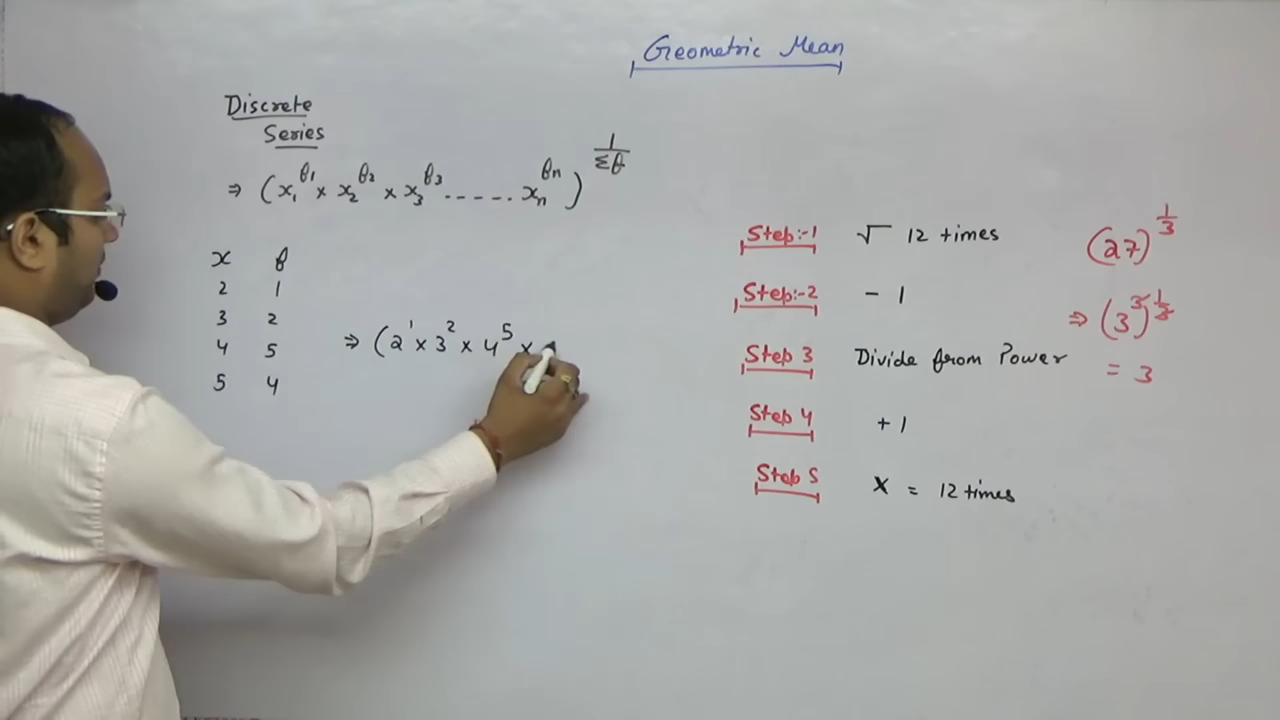 Geometric Mean
Discrete
Series
⇒ (x₁^f1 × x₂^f2 × x₃^f3 ...... xₙ^fn)^1/Σf
x f
2 1
3 2
4 5
5 4
⇒ (2¹ × 3² × 4⁵ ×
Step:-1 √ 12 times
Step:-2 - 1
Step 3 Divide from Power
Step 4 + 1
Step 5 × = 12 times
(27)^1/3
⇒ (3³)^1/3
= 3